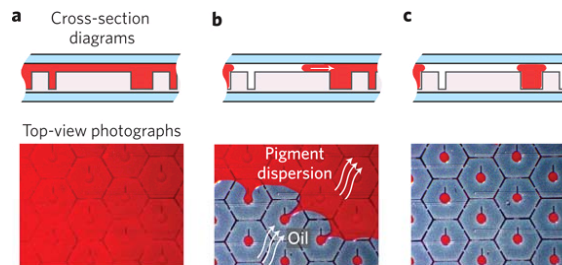 a
Cross-section
diagrams
b
c
Top-view photographs
Pigment
dispersion
Oil